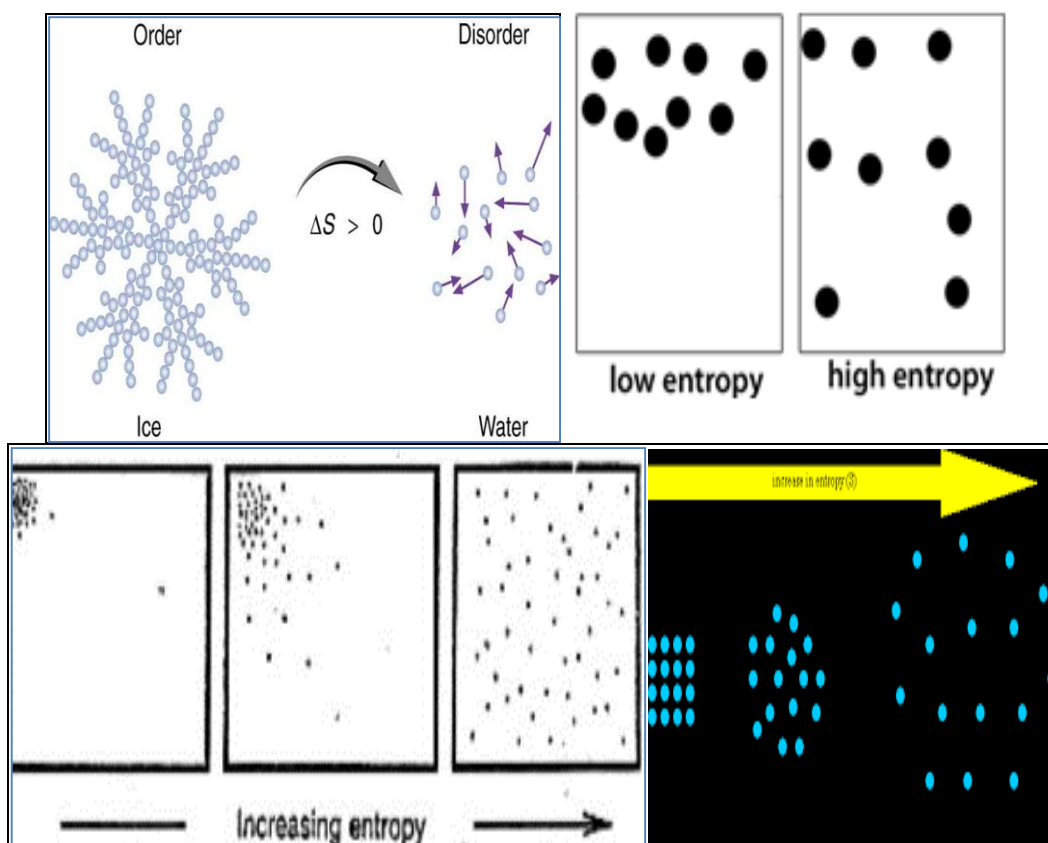 Order
Disorder
ΔS > 0
Ice
Water
low entropy
high entropy
increase in entropy (S)
Increasing entropy